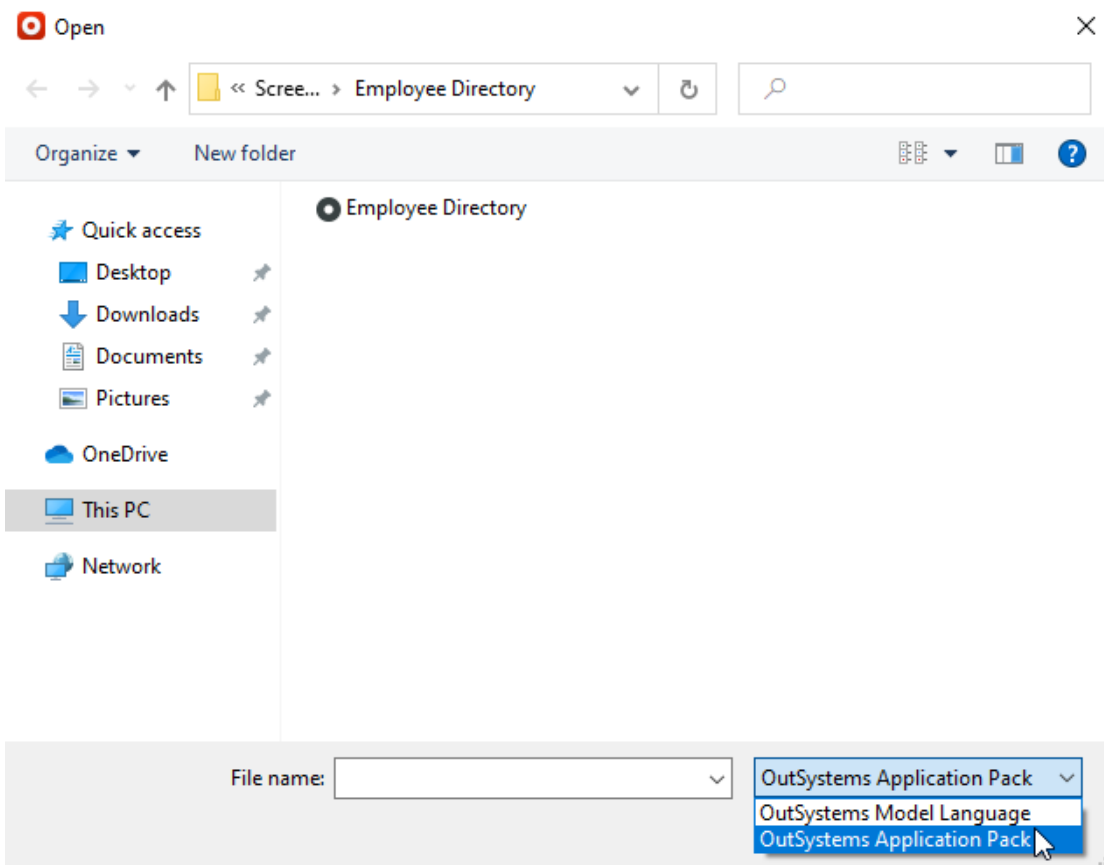 Open
« Scree... › Employee Directory
Organize New folder
?
Employee Directory
Quick access
Desktop
Downloads
Documents
Pictures
OneDrive
This PC
Network
File name:
OutSystems Application Pack
OutSystems Model Language
OutSystems Application Pack